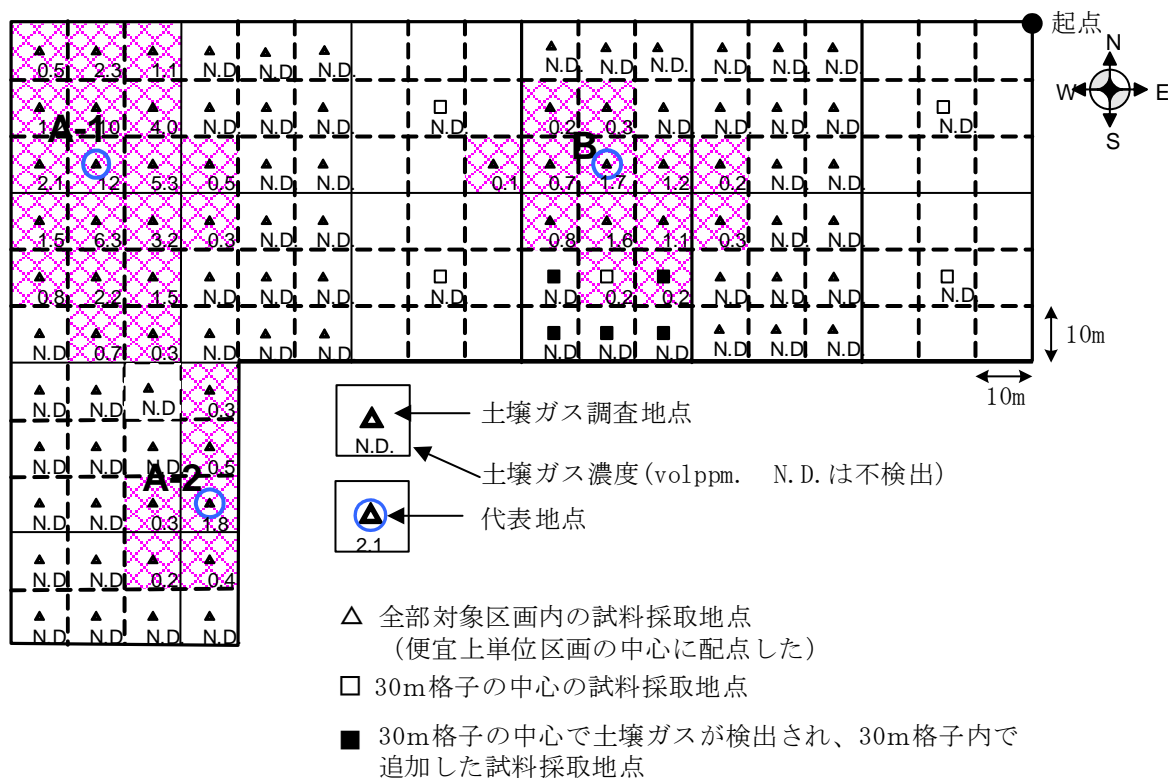 起点
N
W E
S
0.5 2.3 1.1 N.D. N.D. N.D. N.D. N.D. N.D. N.D. N.D. N.D.
10 4.0 N.D. N.D. N.D. N.D. 0.2 0.3 N.D. N.D. N.D. N.D. N.D.
A-1
B
2.1 12 5.3 0.5 N.D. N.D. 0.1 0.7 1.7 1.2 0.2 N.D. N.D.
1.5 6.3 3.2 0.3 N.D. N.D. 0.8 1.6 1.1 0.3 N.D. N.D.
0.8 2.2 1.5 N.D. N.D. N.D. N.D. N.D. 0.2 0.2 N.D. N.D. N.D. N.D.
N.D. 0.7 0.3 N.D. N.D. N.D. N.D. N.D. N.D. N.D. N.D. N.D.
10m
10m
N.D. N.D. N.D 0.3
N.D. N.D. N.D. 0.5
A-2
N.D. N.D. 0.3 1.8
N.D. N.D. 0.2 0.4
N.D. N.D. N.D. N.D.
土壌ガス調査地点
N.D.
土壌ガス濃度(volppm. N.D.は不検出)
代表地点
2.1
全部対象区画内の試料採取地点
(便宜上単位区画の中心に配点した)
30m格子の中心の試料採取地点
30m格子の中心で土壌ガスが検出され、30m格子内で
追加した試料採取地点